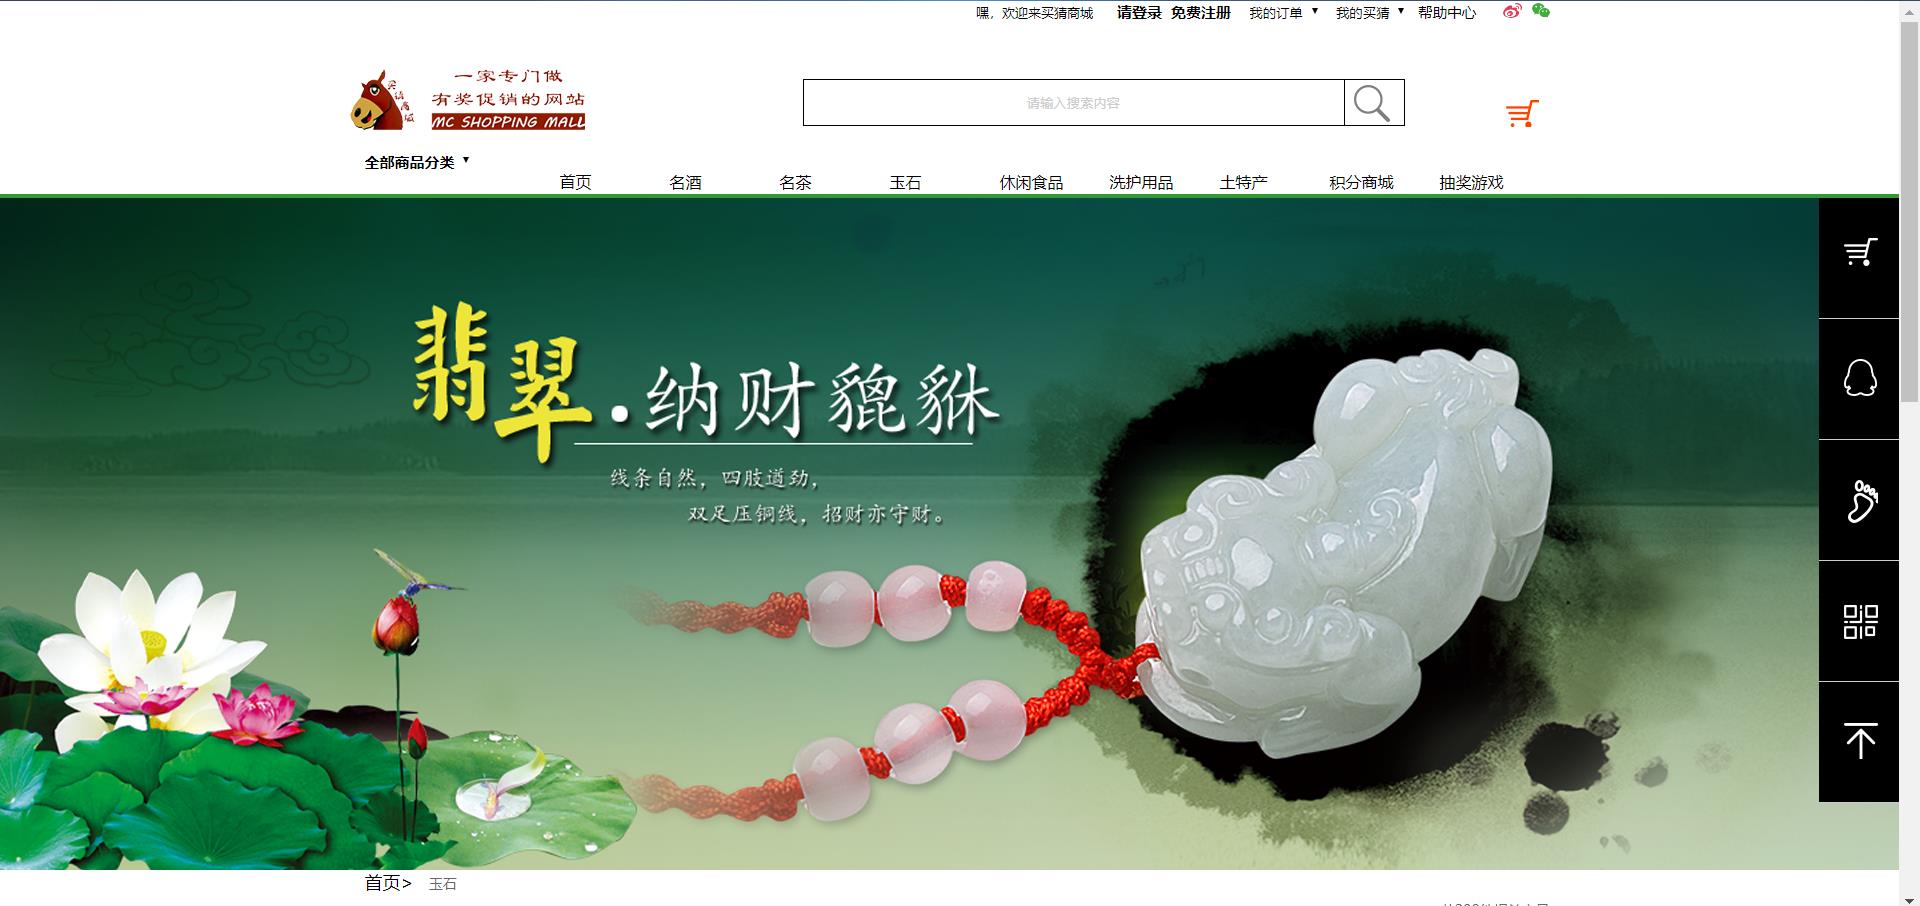 嘿，欢迎来买猜商城 请登录 免费注册 我的订单 ▼ 我的买猜 ▼ 帮助中心
买猜商城
一家专门做
有奖促销的网站
MC SHOPPING MALL
请输入搜索内容
全部商品分类 ▼
首页 名酒 名茶 玉石 休闲食品 洗护用品 土特产 积分商城 抽奖游戏
翡翠·纳财貔貅
线条自然，四肢遒劲，
双足压铜线，招财亦守财。
首页> 玉石